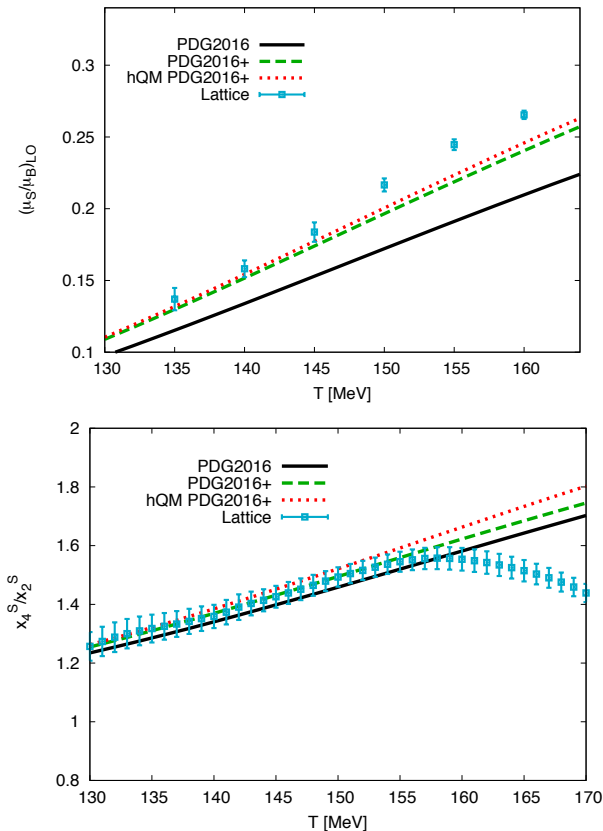 PDG2016
PDG2016+
hQM PDG2016+
Lattice
(μS/μB)LO
0.3
0.25
0.2
0.15
0.1
130 135 140 145 150 155 160
T [MeV]
PDG2016
PDG2016+
hQM PDG2016+
Lattice
χ4^S/χ2^S
2
1.8
1.6
1.4
1.2
1
0.8
130 135 140 145 150 155 160 165 170
T [MeV]